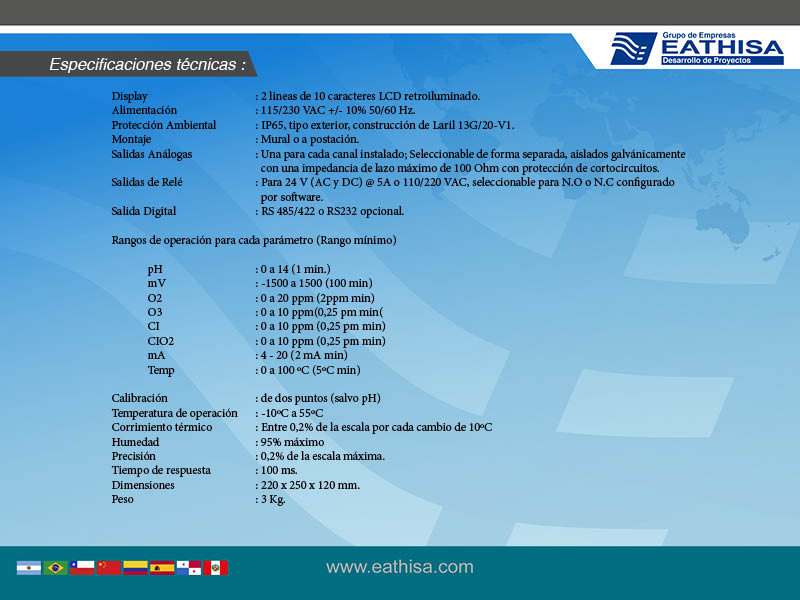 Grupo de Empresas
EATHISA
Desarrollo de Proyectos
Especificaciones técnicas :
Display : 2 lineas de 10 caracteres LCD retroiluminado.
Alimentación : 115/230 VAC +/- 10% 50/60 Hz.
Protección Ambiental : IP65, tipo exterior, construcción de Laril 13G/20-V1.
Montaje : Mural o a postación.
Salidas Análogas : Una para cada canal instalado; Seleccionable de forma separada, aislados galvánicamente
con una impedancia de lazo máximo de 100 Ohm con protección de cortocircuitos.
Salidas de Relé : Para 24 V (AC y DC) @ 5A o 110/220 VAC, seleccionable para N.O o N.C configurado
por software.
Salida Digital : RS 485/422 o RS232 opcional.
Rangos de operación para cada parámetro (Rango mínimo)
pH : 0 a 14 (1 min.)
mV : -1500 a 1500 (100 min)
O2 : 0 a 20 ppm (2ppm min)
O3 : 0 a 10 ppm(0,25 pm min(
CI : 0 a 10 ppm (0,25 pm min)
CIO2 : 0 a 10 ppm (0,25 pm min)
mA : 4 - 20 (2 mA min)
Temp : 0 a 100 ºC (5ºC min)
Calibración : de dos puntos (salvo pH)
Temperatura de operación : -10ºC a 55ºC
Corrimiento térmico : Entre 0,2% de la escala por cada cambio de 10ºC
Humedad : 95% máximo
Precisión : 0,2% de la escala máxima.
Tiempo de respuesta : 100 ms.
Dimensiones : 220 x 250 x 120 mm.
Peso : 3 Kg.
www.eathisa.com